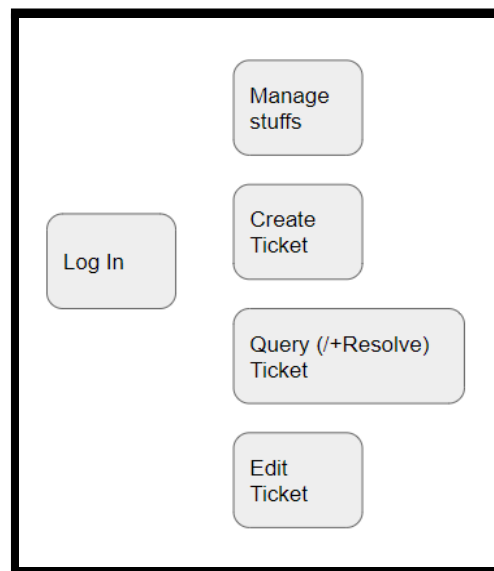 Manage
stuffs
Create
Ticket
Log In
Query (/+Resolve)
Ticket
Edit
Ticket